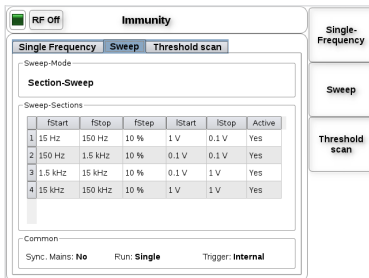 RF Off
Immunity
Single Frequency Sweep Threshold scan
Sweep-Mode
Section-Sweep
Sweep-Sections
fStart fStop fStep lStart lStop Active
1 15 Hz 150 Hz 10 % 1 V 0.1 V Yes
2 150 Hz 1.5 kHz 10 % 0.1 V 0.1 V Yes
3 1.5 kHz 15 kHz 10 % 0.1 V 1 V Yes
4 15 kHz 150 kHz 10 % 1 V 1 V Yes
Common
Sync. Mains: No Run: Single Trigger: Internal
Single-
Frequency
Sweep
Threshold
scan